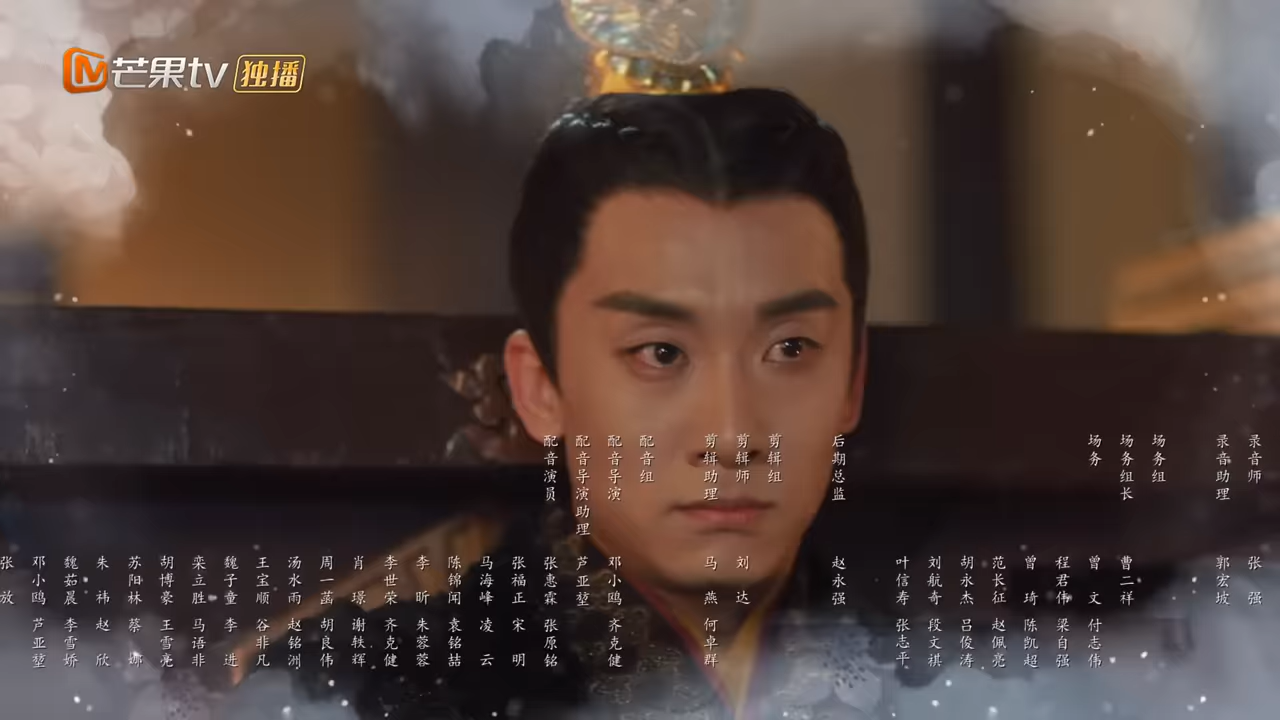 芒果tv 独播
录音师 张强
录音助理 郭宏坡
场务组
场务组长 曹二祥
场务 曾文 付志伟
程君伟 梁自强
曾琦 陈凯超
范长征 赵佩亮
胡永杰 吕俊涛
刘航奇 段文祺
叶信寿 张志平
后期总监 赵永强
剪辑组
剪辑师 刘达
剪辑助理 马燕 何卓群
配音组
配音导演 邓小鸥 齐克健
配音导演助理 芦亚堃
配音演员 张惠霖 张原铭
张福正 宋明
马海峰 凌云
陈锦闻 袁铭喆
李昕 朱蓉蓉
李世荣 齐克健
肖璟 谢轶辉
周一菡 胡良伟
汤水雨 赵铭洲
王宝顺 谷非凡
魏子童 李进
栾立胜 马语非
胡博豪 王雪亮
苏阳林 蔡娜
朱祎 赵欣
魏茹晨 李雪娇
邓小鸥 芦亚堃
张放